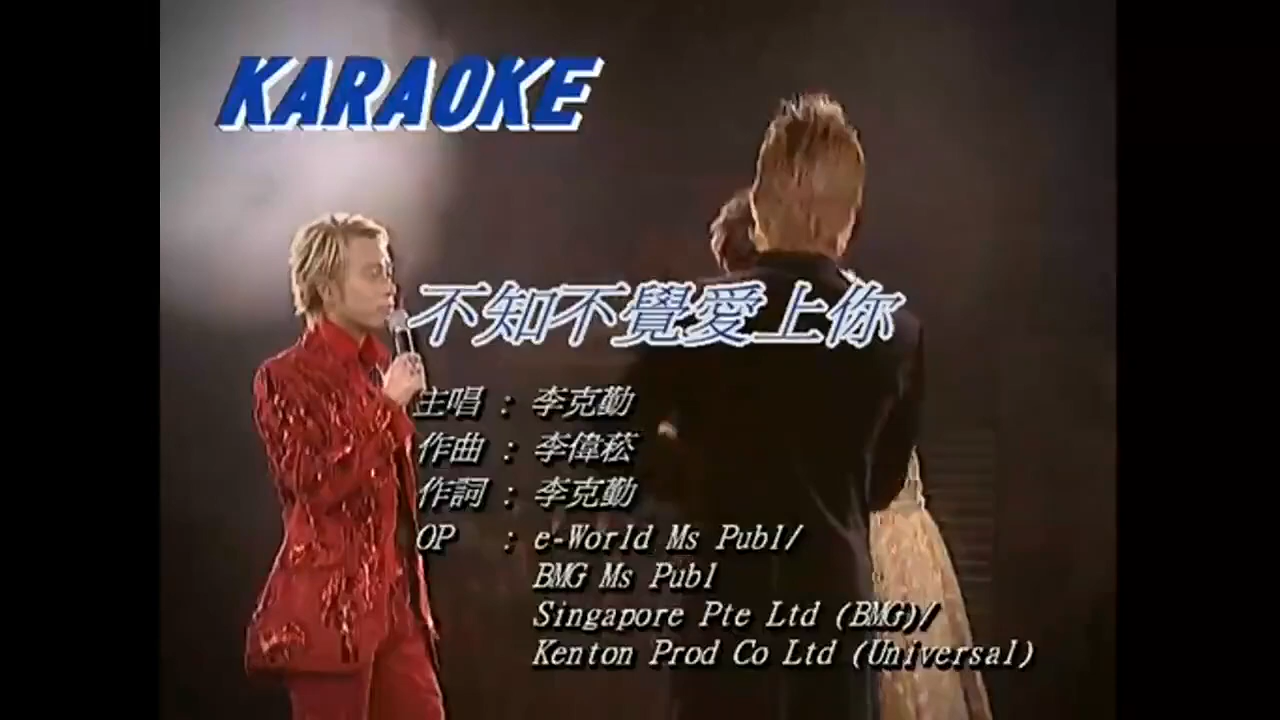 KARAOKE
不知不覺愛上你
主唱 : 李克勤
作曲 : 李偉菘
作詞 : 李克勤
OP : e-World Ms Publ/
BMG Ms Publ
Singapore Pte Ltd (BMG)/
Kenton Prod Co Ltd (Universal)